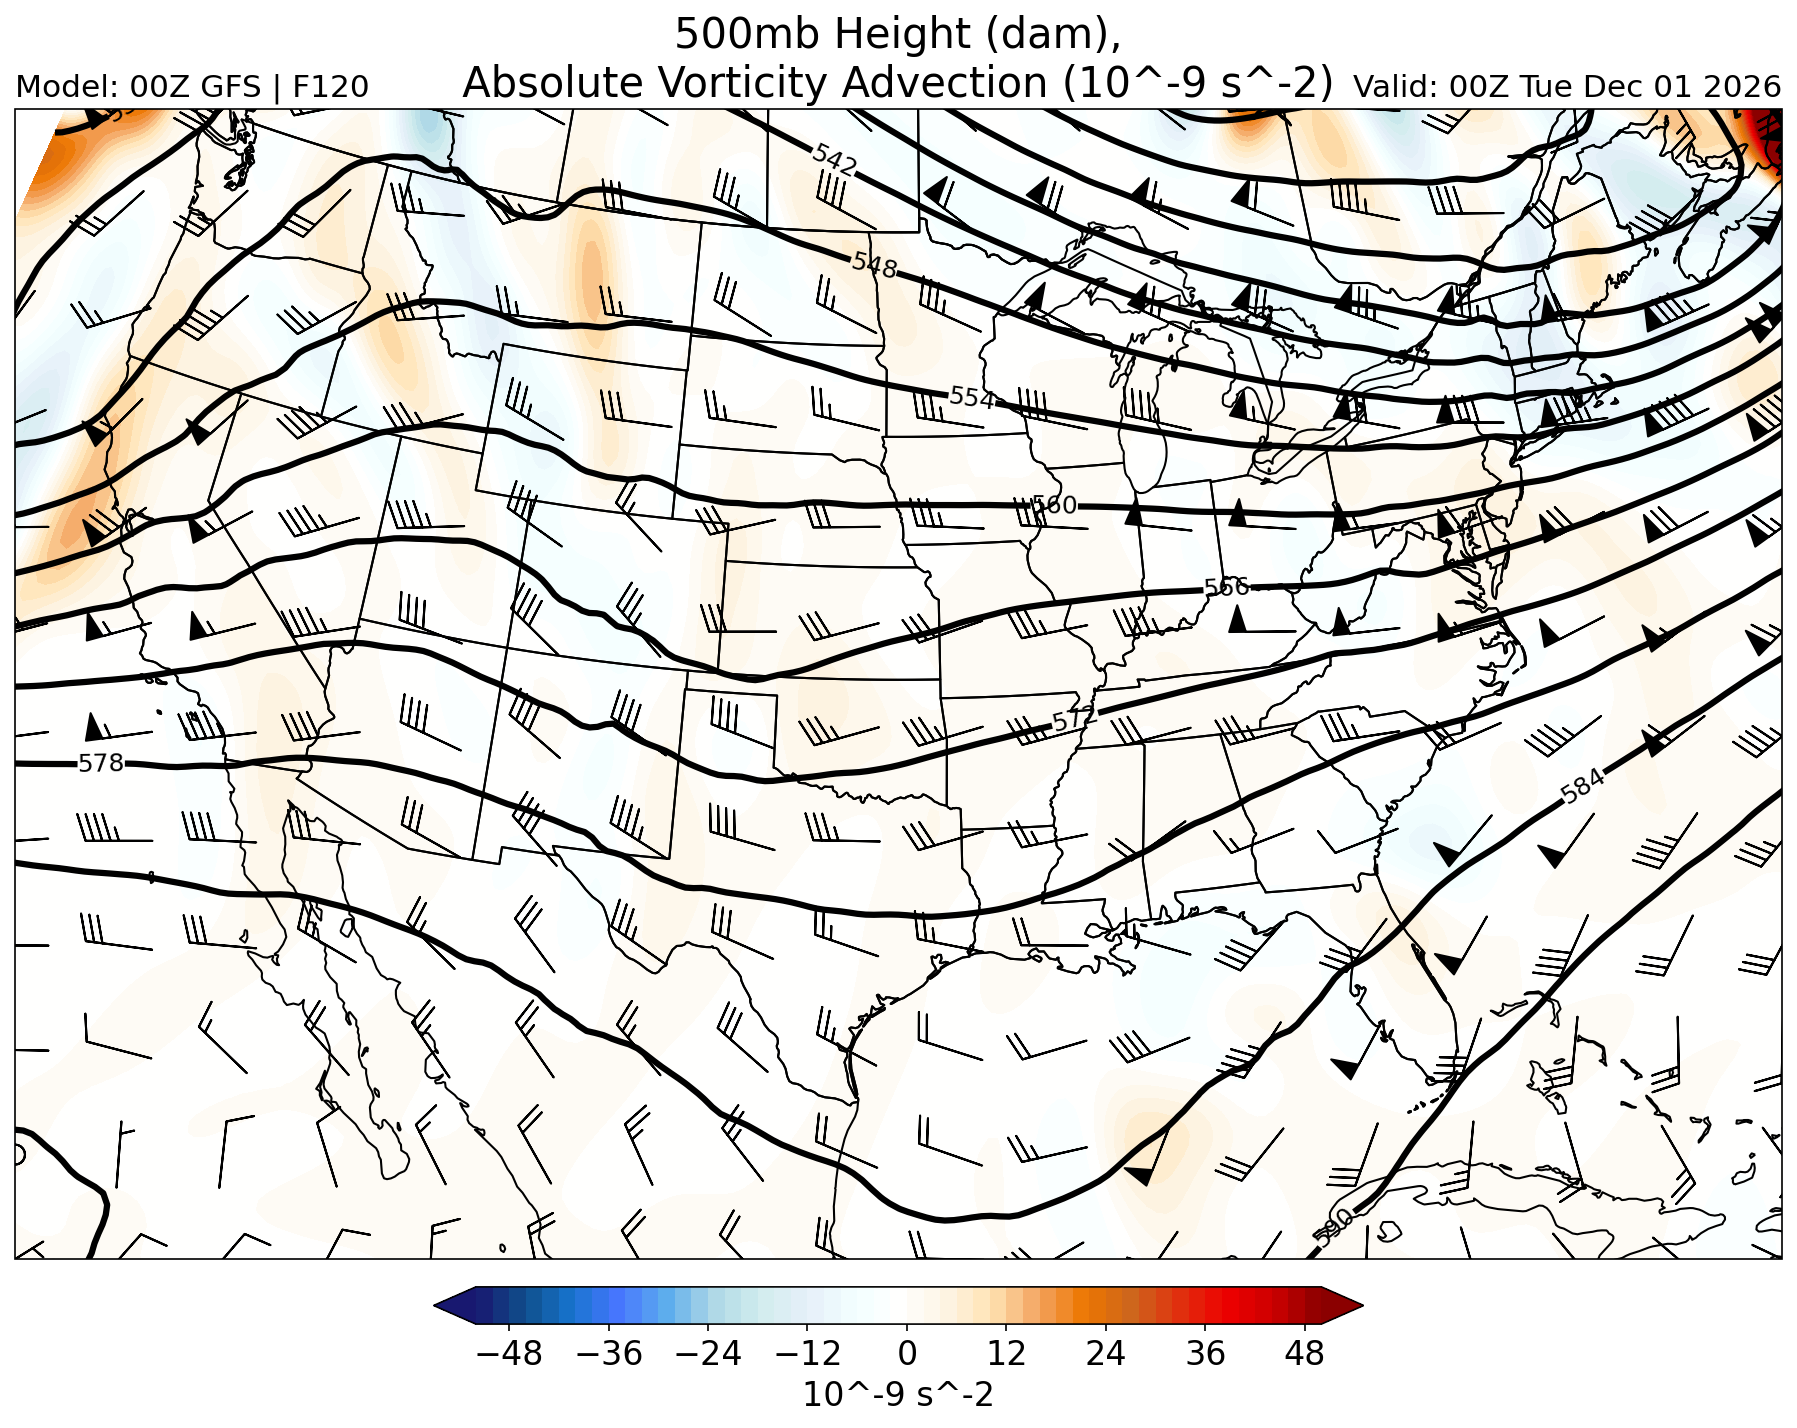 500mb Height (dam),
Model: 00Z GFS | F120
Absolute Vorticity Advection (10^-9 s^-2)
Valid: 00Z Tue Dec 01 2026
542
548
554
560
566
572
578
584
590
−48 −36 −24 −12 0 12 24 36 48
10^-9 s^-2